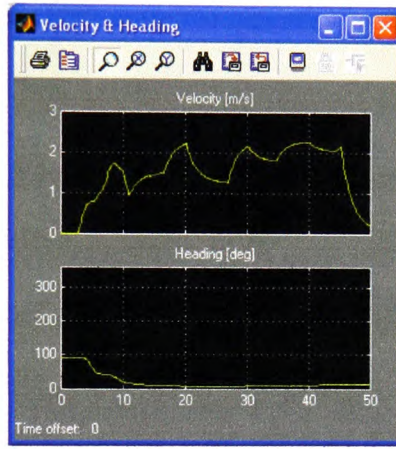 Velocity & Heading
Velocity [m/s]
3
2
1
0
Heading [deg]
300
200
100
0
0 10 20 30 40 50
Time offset: 0